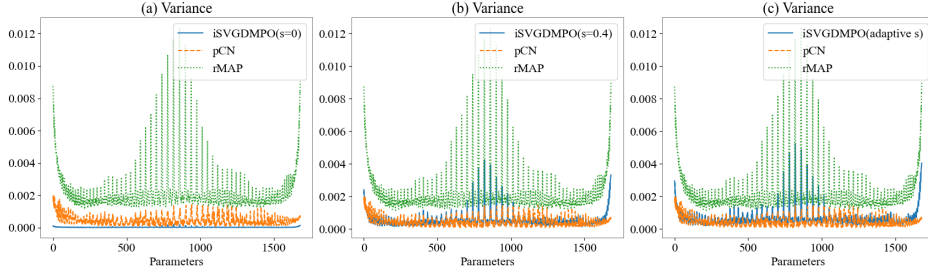 (a) Variance
0.012
0.010
0.008
0.006
0.004
0.002
0.000
0
500
1000
1500
Parameters
iSVGDMPO(s=0)
pCN
rMAP
(b) Variance
0.012
0.010
0.008
0.006
0.004
0.002
0.000
0
500
1000
1500
Parameters
iSVGDMPO(s=0.4)
pCN
rMAP
(c) Variance
0.012
0.010
0.008
0.006
0.004
0.002
0.000
0
500
1000
1500
Parameters
iSVGDMPO(adaptive s)
pCN
rMAP